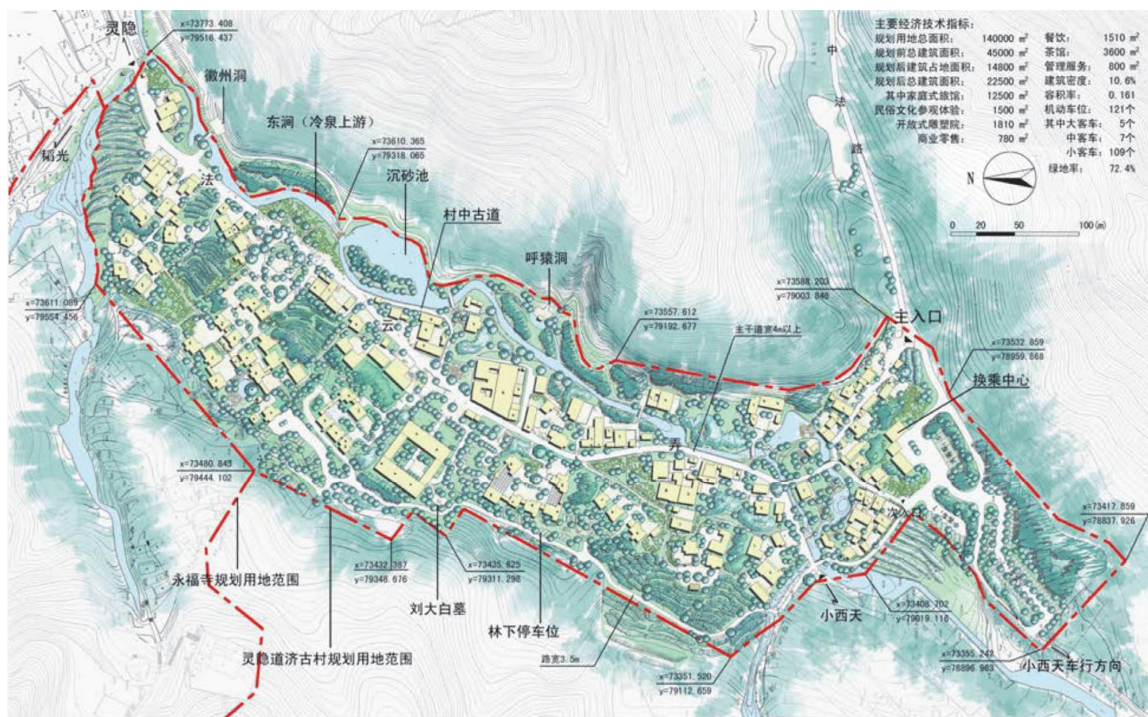 主要经济技术指标:
规划用地总面积: 140000 m² 餐饮: 1510 m²
规划前总建筑面积: 45000 m² 茶馆: 3600 m²
规划后建筑占地面积: 14800 m² 管理服务: 800 m²
规划后总建筑面积: 22500 m² 建筑密度: 10.6%
其中家庭式旅馆: 12500 m² 容积率: 0.161
民俗文化参观体验: 1500 m² 机动车位: 121个
开放式雕塑院: 1810 m² 其中大客车: 5个
商业零售: 780 m² 中客车: 7个
小客车: 109个
绿地率: 72.4%
N
0 20 50 100(m)
灵隐
x=73773.408
y=79516.437
徽州洞
东涧(冷泉上游)
x=73610.365
y=79318.065
沉砂池
村中古道
呼猿洞
x=73557.612
y=79192.677
主干道宽4m以上
中
法
路
x=73588.203
y=79003.848
主入口
x=73532.859
y=78959.868
换乘中心
韬光
法
云
弄
x=73611.089
y=79554.456
x=73480.845
y=79444.102
永福寺规划用地范围
灵隐道济古村规划用地范围
x=73432.387
y=79348.676
x=73435.625
y=79311.298
刘大白墓
林下停车位
路宽3.5m
x=73351.520
y=79112.659
小西天
次入口
x=73417.859
y=78837.926
小西天车行方向